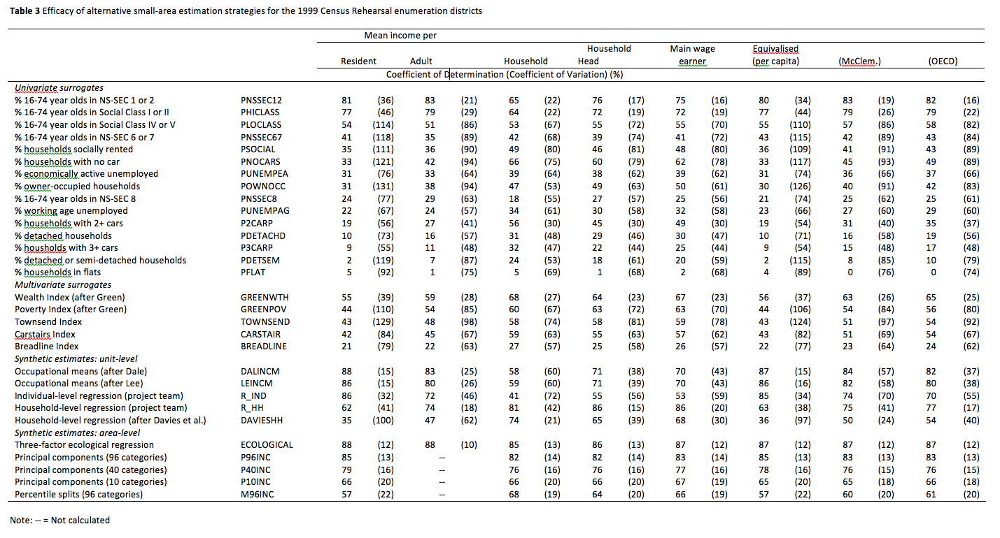 Table 3 Efficacy of alternative small-area estimation strategies for the 1999 Census Rehearsal enumeration districts
Mean income per
Household Main wage Equivalised
Resident Adult Household Head earner (per capita) (McClem.) (OECD)
Coefficient of Determination (Coefficient of Variation) (%)
Univariate surrogates
% 16-74 year olds in NS-SEC 1 or 2 PNSSEC12 81 (36) 83 (21) 65 (22) 76 (17) 75 (16) 80 (34) 83 (19) 82 (16)
% 16-74 year olds in Social Class I or II PHICLASS 77 (46) 79 (29) 64 (22) 72 (19) 72 (19) 77 (44) 79 (26) 79 (22)
% 16-74 year olds in Social Class IV or V PLOCLASS 54 (114) 51 (86) 53 (67) 55 (72) 55 (70) 55 (110) 57 (86) 58 (82)
% 16-74 year olds in NS-SEC 6 or 7 PNSSEC67 41 (118) 35 (89) 42 (68) 39 (74) 41 (72) 43 (115) 42 (89) 43 (84)
% households socially rented PSOCIAL 35 (111) 36 (90) 49 (80) 46 (81) 48 (80) 36 (109) 41 (91) 43 (89)
% households with no car PNOCARS 33 (121) 42 (94) 66 (75) 60 (79) 62 (78) 33 (117) 45 (93) 49 (89)
% economically active unemployed PUNEMPEA 31 (76) 33 (64) 39 (64) 38 (62) 39 (62) 31 (74) 36 (66) 37 (66)
% owner-occupied households POWNOCC 31 (131) 38 (94) 47 (53) 49 (63) 50 (61) 30 (126) 40 (91) 42 (83)
% 16-74 year olds in NS-SEC 8 PNSSEC8 24 (77) 29 (63) 18 (55) 27 (57) 25 (56) 21 (74) 25 (62) 25 (61)
% working age unemployed PUNEMPAG 22 (67) 24 (57) 34 (61) 30 (58) 32 (58) 23 (66) 27 (60) 29 (60)
% households with 2+ cars P2CARP 19 (56) 27 (41) 56 (30) 45 (30) 49 (30) 19 (54) 31 (40) 35 (37)
% detached households PDETACHD 10 (73) 16 (57) 31 (48) 29 (46) 30 (47) 10 (71) 16 (58) 19 (56)
% housholds with 3+ cars P3CARP 9 (55) 11 (48) 32 (47) 22 (44) 25 (44) 9 (54) 15 (48) 17 (48)
% detached or semi-detached households PDETSEM 2 (119) 7 (87) 24 (53) 18 (61) 20 (59) 2 (115) 8 (85) 10 (79)
% households in flats PFLAT 5 (92) 1 (75) 5 (69) 1 (68) 2 (68) 4 (89) 0 (76) 0 (74)
Multivariate surrogates
Wealth Index (after Green) GREENWTH 55 (39) 59 (28) 68 (27) 64 (23) 67 (23) 56 (37) 63 (26) 65 (25)
Poverty Index (after Green) GREENPOV 44 (110) 54 (85) 60 (67) 63 (72) 63 (70) 44 (106) 54 (84) 56 (80)
Townsend Index TOWNSEND 43 (129) 48 (98) 58 (74) 58 (81) 59 (78) 43 (124) 51 (97) 54 (92)
Carstairs Index CARSTAIR 42 (84) 45 (67) 59 (63) 55 (63) 57 (62) 43 (82) 51 (69) 54 (67)
Breadline Index BREADLINE 21 (79) 22 (63) 27 (57) 25 (58) 26 (57) 22 (77) 23 (64) 24 (62)
Synthetic estimates: unit-level
Occupational means (after Dale) DALINCM 88 (15) 83 (25) 58 (60) 71 (38) 70 (43) 87 (15) 84 (57) 82 (37)
Occupational means (after Lee) LEINCM 86 (15) 80 (26) 59 (60) 71 (39) 70 (43) 86 (16) 82 (58) 80 (38)
Individual-level regression (project team) R_IND 86 (32) 72 (46) 41 (72) 55 (56) 53 (59) 85 (34) 74 (70) 70 (55)
Household-level regression (project team) R_HH 62 (41) 74 (18) 81 (42) 86 (15) 86 (20) 63 (38) 75 (41) 77 (17)
Household-level regression (after Davies et al.) DAVIESHH 35 (100) 47 (62) 74 (21) 65 (39) 68 (30) 36 (97) 50 (24) 54 (40)
Synthetic estimates: area-level
Three-factor ecological regression ECOLOGICAL 88 (12) 88 (10) 85 (13) 86 (13) 87 (12) 87 (12) 87 (12) 87 (12)
Principal components (96 categories) P96INC 85 (13) -- 82 (14) 82 (14) 83 (14) 85 (13) 83 (13) 83 (13)
Principal components (40 categories) P40INC 79 (16) -- 76 (16) 76 (16) 77 (16) 78 (16) 76 (15) 76 (15)
Principal components (10 categories) P10INC 66 (20) -- 66 (20) 66 (20) 67 (19) 65 (20) 65 (18) 66 (18)
Percentile splits (96 categories) M96INC 57 (22) -- 68 (19) 64 (20) 66 (19) 57 (22) 60 (20) 61 (20)
Note: -- = Not calculated